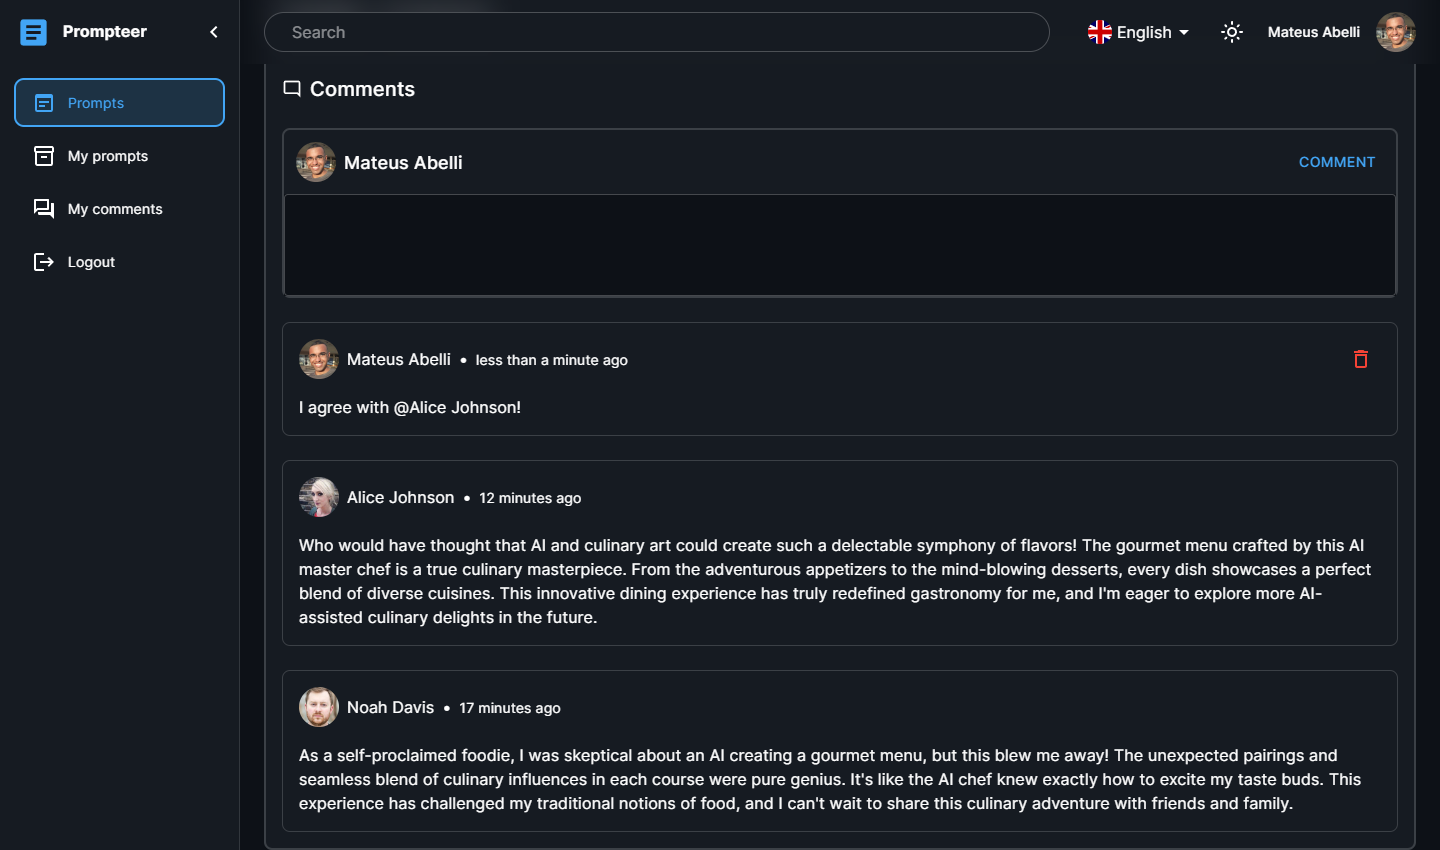 Prompteer
Search
English
Mateus Abelli
Prompts
My prompts
My comments
Logout
Comments
Mateus Abelli
COMMENT
Mateus Abelli • less than a minute ago
I agree with @Alice Johnson!
Alice Johnson • 12 minutes ago
Who would have thought that AI and culinary art could create such a delectable symphony of flavors! The gourmet menu crafted by this AI
master chef is a true culinary masterpiece. From the adventurous appetizers to the mind-blowing desserts, every dish showcases a perfect
blend of diverse cuisines. This innovative dining experience has truly redefined gastronomy for me, and I'm eager to explore more AI-
assisted culinary delights in the future.
Noah Davis • 17 minutes ago
As a self-proclaimed foodie, I was skeptical about an AI creating a gourmet menu, but this blew me away! The unexpected pairings and
seamless blend of culinary influences in each course were pure genius. It's like the AI chef knew exactly how to excite my taste buds. This
experience has challenged my traditional notions of food, and I can't wait to share this culinary adventure with friends and family.